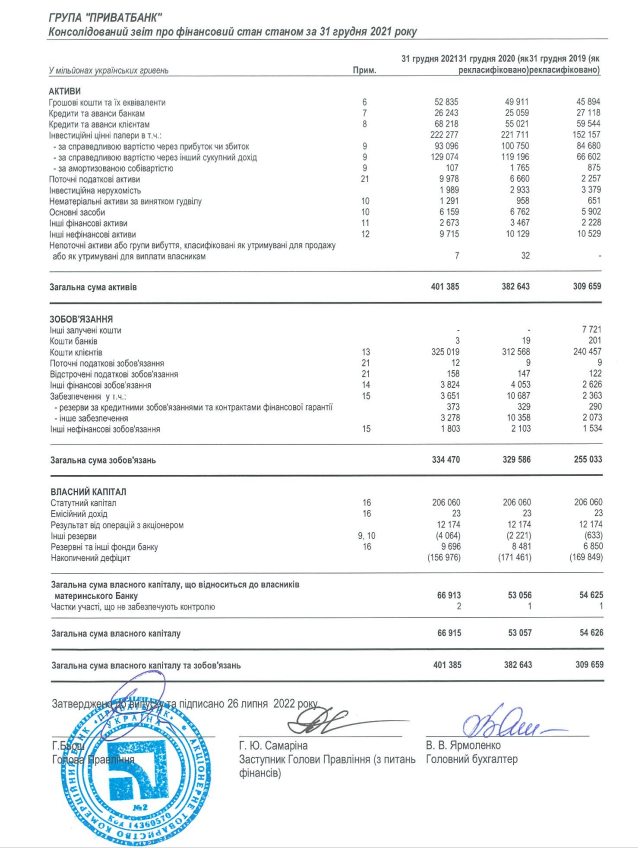 ГРУПА "ПРИВАТБАНК"
Консолідований звіт про фінансовий стан станом за 31 грудня 2021 року
У мільйонах українських гривень Прим. 31 грудня 2021 31 грудня 2020 (як рекласифіковано) 31 грудня 2019 (як рекласифіковано)
АКТИВИ
Грошові кошти та їх еквіваленти 6 52 835 49 911 45 894
Кредити та аванси банкам 7 26 243 25 059 27 118
Кредити та аванси клієнтам 8 68 218 55 021 59 544
Інвестиційні цінні папери в т.ч.: 222 277 221 711 152 157
- за справедливою вартістю через прибуток чи збиток 9 93 096 100 750 84 680
- за справедливою вартістю через інший сукупний дохід 9 129 074 119 196 66 602
- за амортизованою собівартістю 9 107 1 765 875
Поточні податкові активи 21 9 978 6 660 2 257
Інвестиційна нерухомість 1 989 2 933 3 379
Нематеріальні активи за винятком гудвілу 10 1 291 958 651
Основні засоби 10 6 159 6 762 5 902
Інші фінансові активи 11 2 673 3 467 2 228
Інші нефінансові активи 12 9 715 10 129 10 529
Непоточні активи або групи вибуття, класифіковані як утримувані для продажу
або як утримувані для виплати власникам 7 32 -
Загальна сума активів 401 385 382 643 309 659
ЗОБОВ'ЯЗАННЯ
Інші залучені кошти - - 7 721
Кошти банків 3 19 201
Кошти клієнтів 13 325 019 312 568 240 457
Поточні податкові зобов'язання 21 12 9 9
Відстрочені податкові зобов'язання 21 158 147 122
Інші фінансові зобов'язання 14 3 824 4 053 2 626
Забезпечення у т.ч.: 15 3 651 10 687 2 363
- резерви за кредитними зобов'язаннями та контрактами фінансової гарантії 373 329 290
- інше забезпечення 3 278 10 358 2 073
Інші нефінансові зобов'язання 15 1 803 2 103 1 534
Загальна сума зобов'язань 334 470 329 586 255 033
ВЛАСНИЙ КАПІТАЛ
Статутний капітал 16 206 060 206 060 206 060
Емісійний дохід 16 23 23 23
Результат від операцій з акціонером 12 174 12 174 12 174
Інші резерви 9, 10 (4 064) (2 221) (633)
Резервні та інші фонди банку 16 9 696 8 481 6 850
Накопичений дефіцит (156 976) (171 461) (169 849)
Загальна сума власного капіталу, що відноситься до власників
материнського Банку 66 913 53 056 54 625
Частки участі, що не забезпечують контролю 2 1 1
Загальна сума власного капіталу 66 915 53 057 54 626
Загальна сума власного капіталу та зобов'язань 401 385 382 643 309 659
Затверджено до випуску та підписано 26 липня 2022 року
Голова Правління
Г. Ю. Самаріна
Заступник Голови Правління (з питань
фінансів)
В. В. Ярмоленко
Головний бухгалтер
УКРАЇНА
№2
Код 14360570